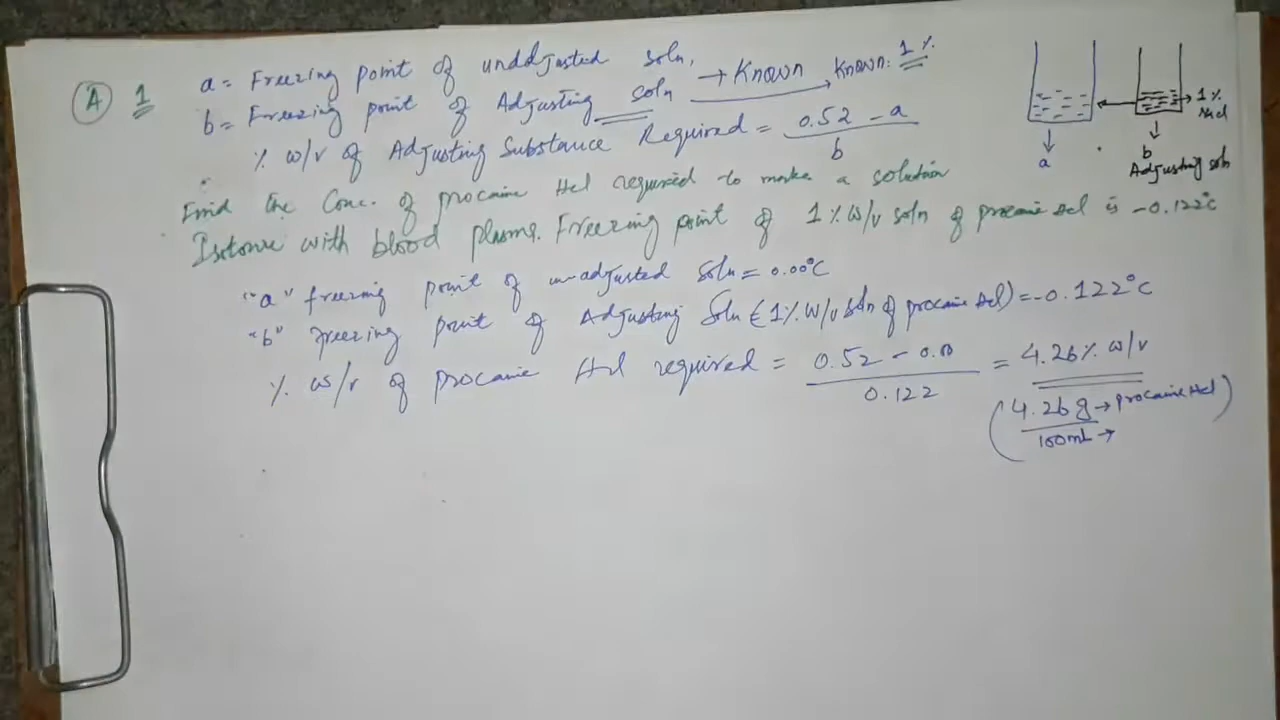 A 1 a = Freezing point of unddjusted soln,
b = Freezing point of Adjusting soln → Known Known: 1%
% w/v of Adjusting Substance Required = 0.52 - a / b
Find the Conc. of procaine Hcl required to make a solution
Isotonic with blood plasma. Freezing point of 1% w/v soln of procaine Hcl is -0.122°C
"a" freezing point of un-adjusted soln = 0.00°C
"b" Freezing point of Adjusting Soln (1% w/v soln of procaine Hcl) = -0.122°C
% w/v of procaine Hcl required = 0.52 - 0.00 / 0.122 = 4.26% w/v
(4.26 g → procaine Hcl)
100ml →
a
b
→ 1%
Adjusting soln